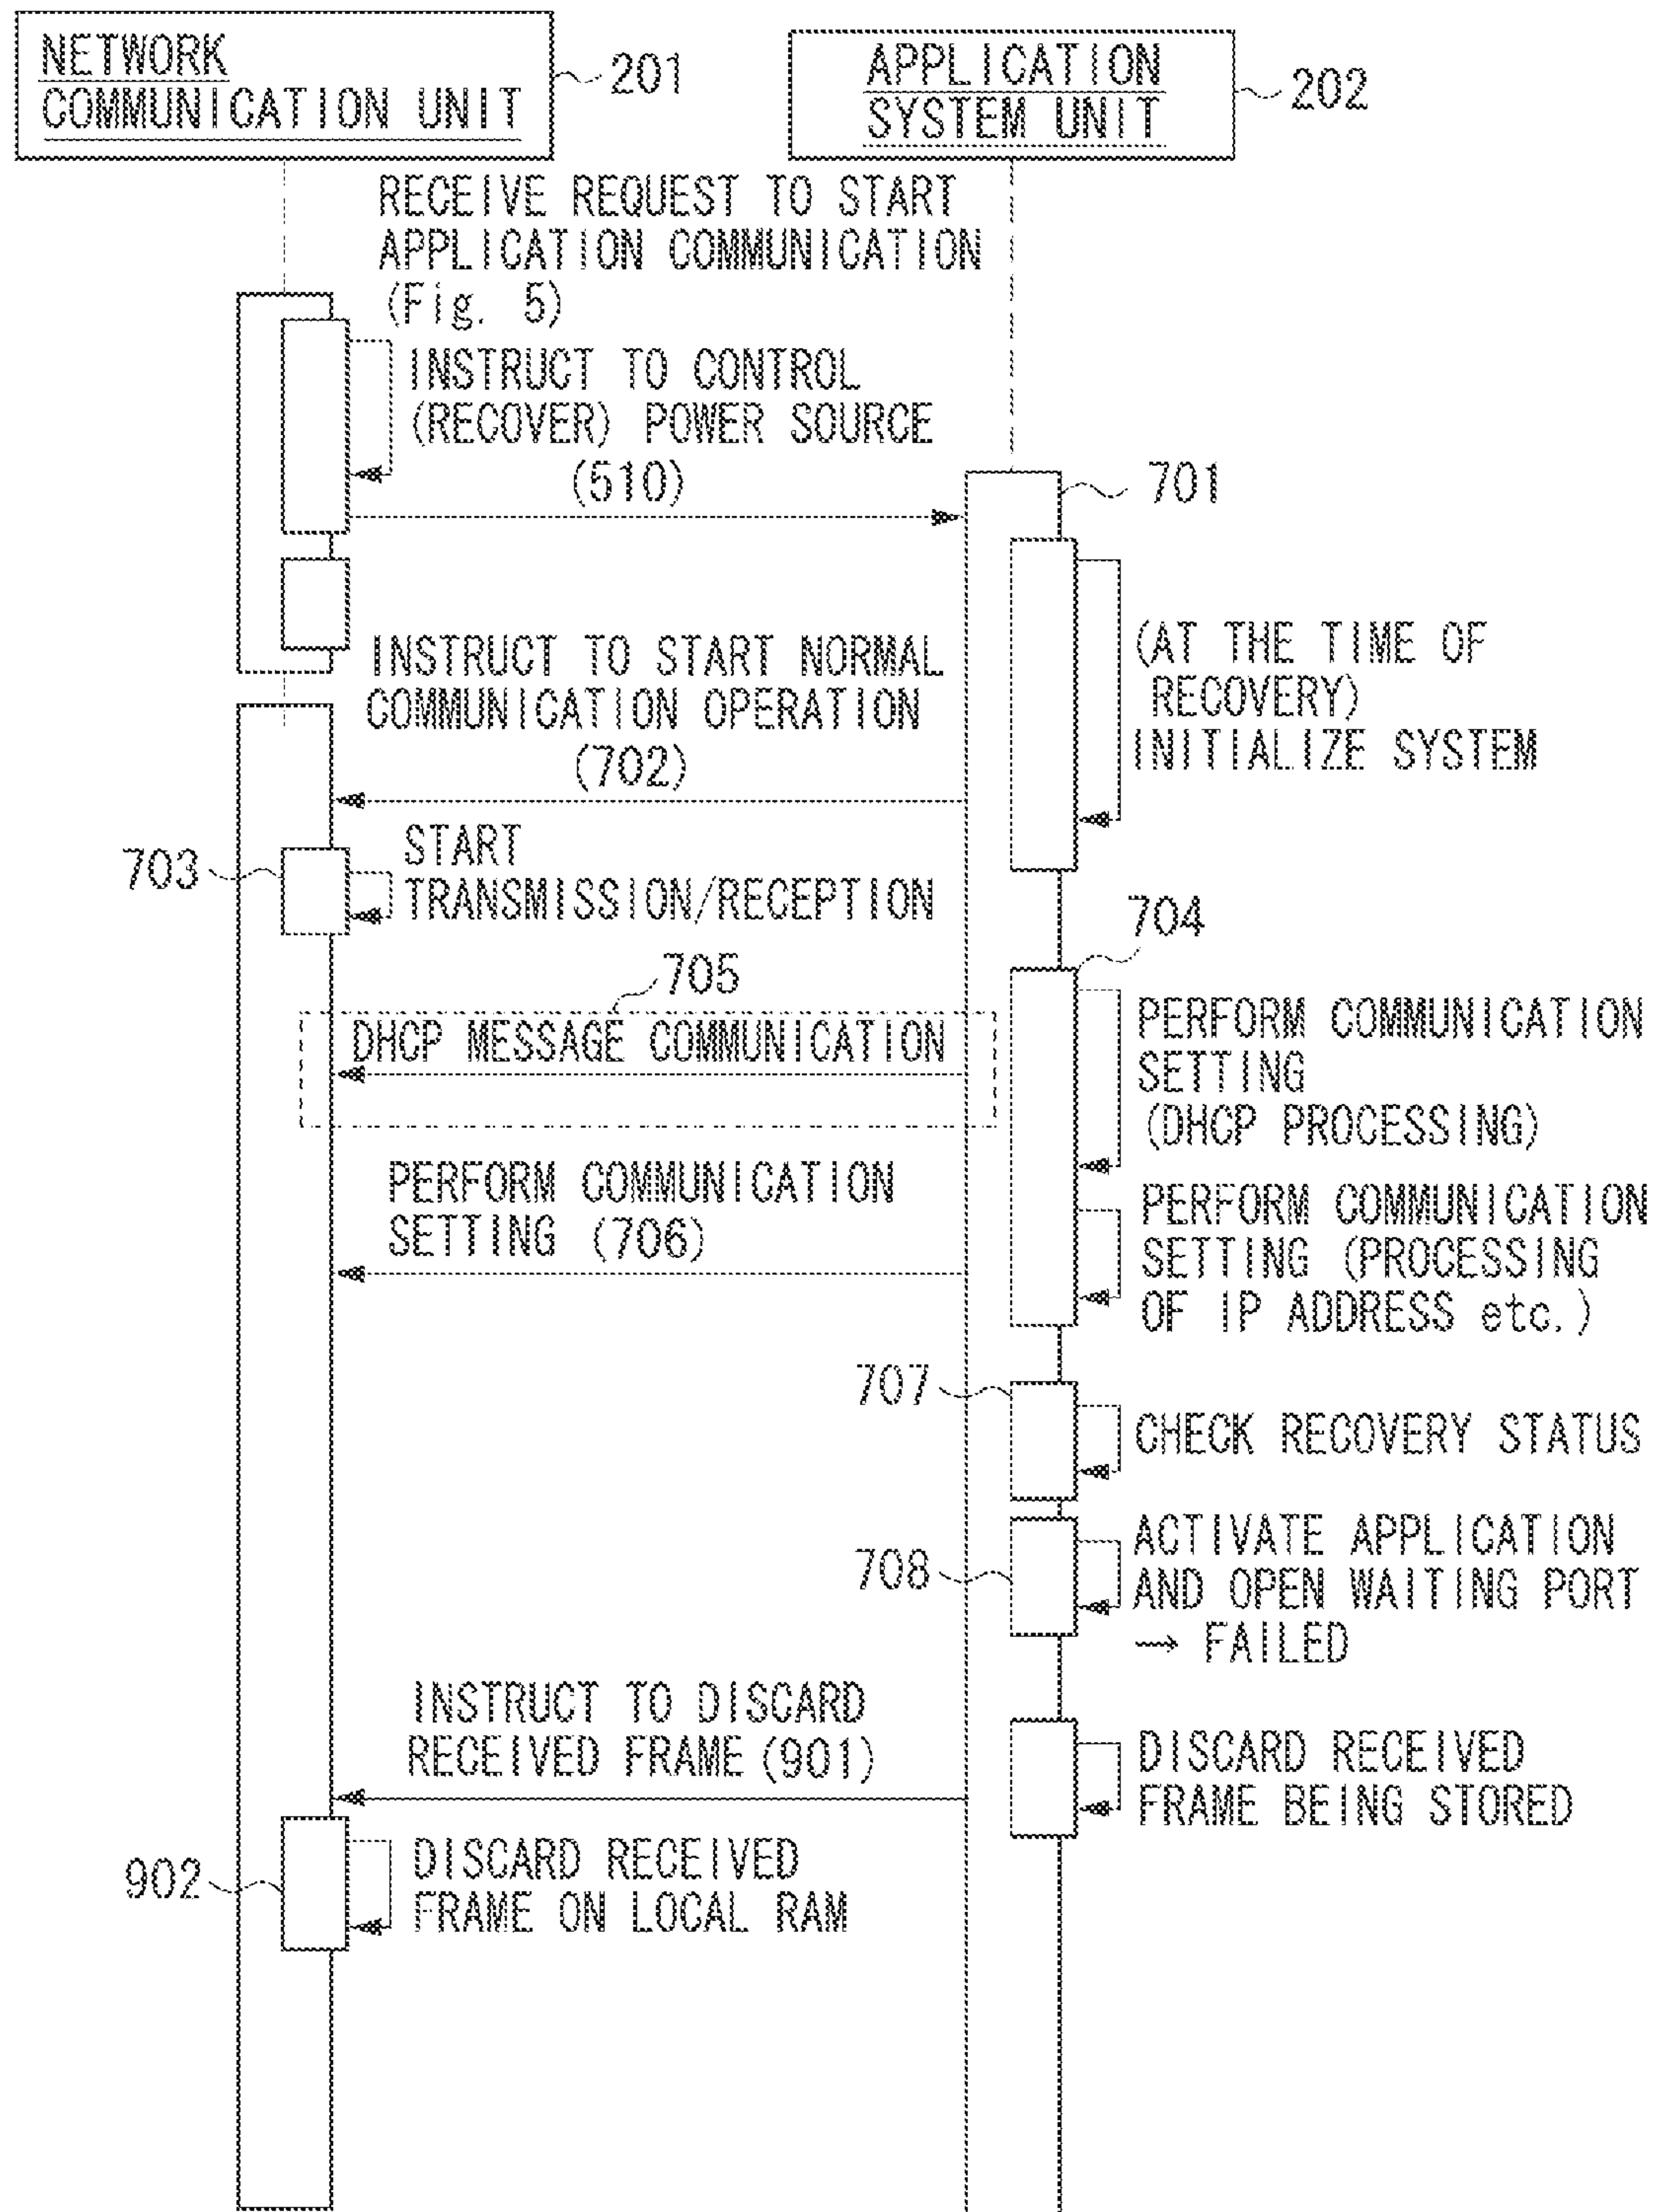 NETWORK
COMMUNICATION UNIT
201
APPLICATION
SYSTEM UNIT
202
RECEIVE REQUEST TO START
APPLICATION COMMUNICATION
(Fig. 5)
INSTRUCT TO CONTROL
(RECOVER) POWER SOURCE
(510)
701
(AT THE TIME OF
RECOVERY)
INITIALIZE SYSTEM
INSTRUCT TO START NORMAL
COMMUNICATION OPERATION
(702)
703
START
TRANSMISSION/RECEPTION
704
705
DHCP MESSAGE COMMUNICATION
PERFORM COMMUNICATION
SETTING
(DHCP PROCESSING)
PERFORM COMMUNICATION
SETTING (706)
PERFORM COMMUNICATION
SETTING (PROCESSING
OF IP ADDRESS etc.)
707
CHECK RECOVERY STATUS
708
ACTIVATE APPLICATION
AND OPEN WAITING PORT
→ FAILED
INSTRUCT TO DISCARD
RECEIVED FRAME (901)
DISCARD RECEIVED
FRAME BEING STORED
902
DISCARD RECEIVED
FRAME ON LOCAL RAM